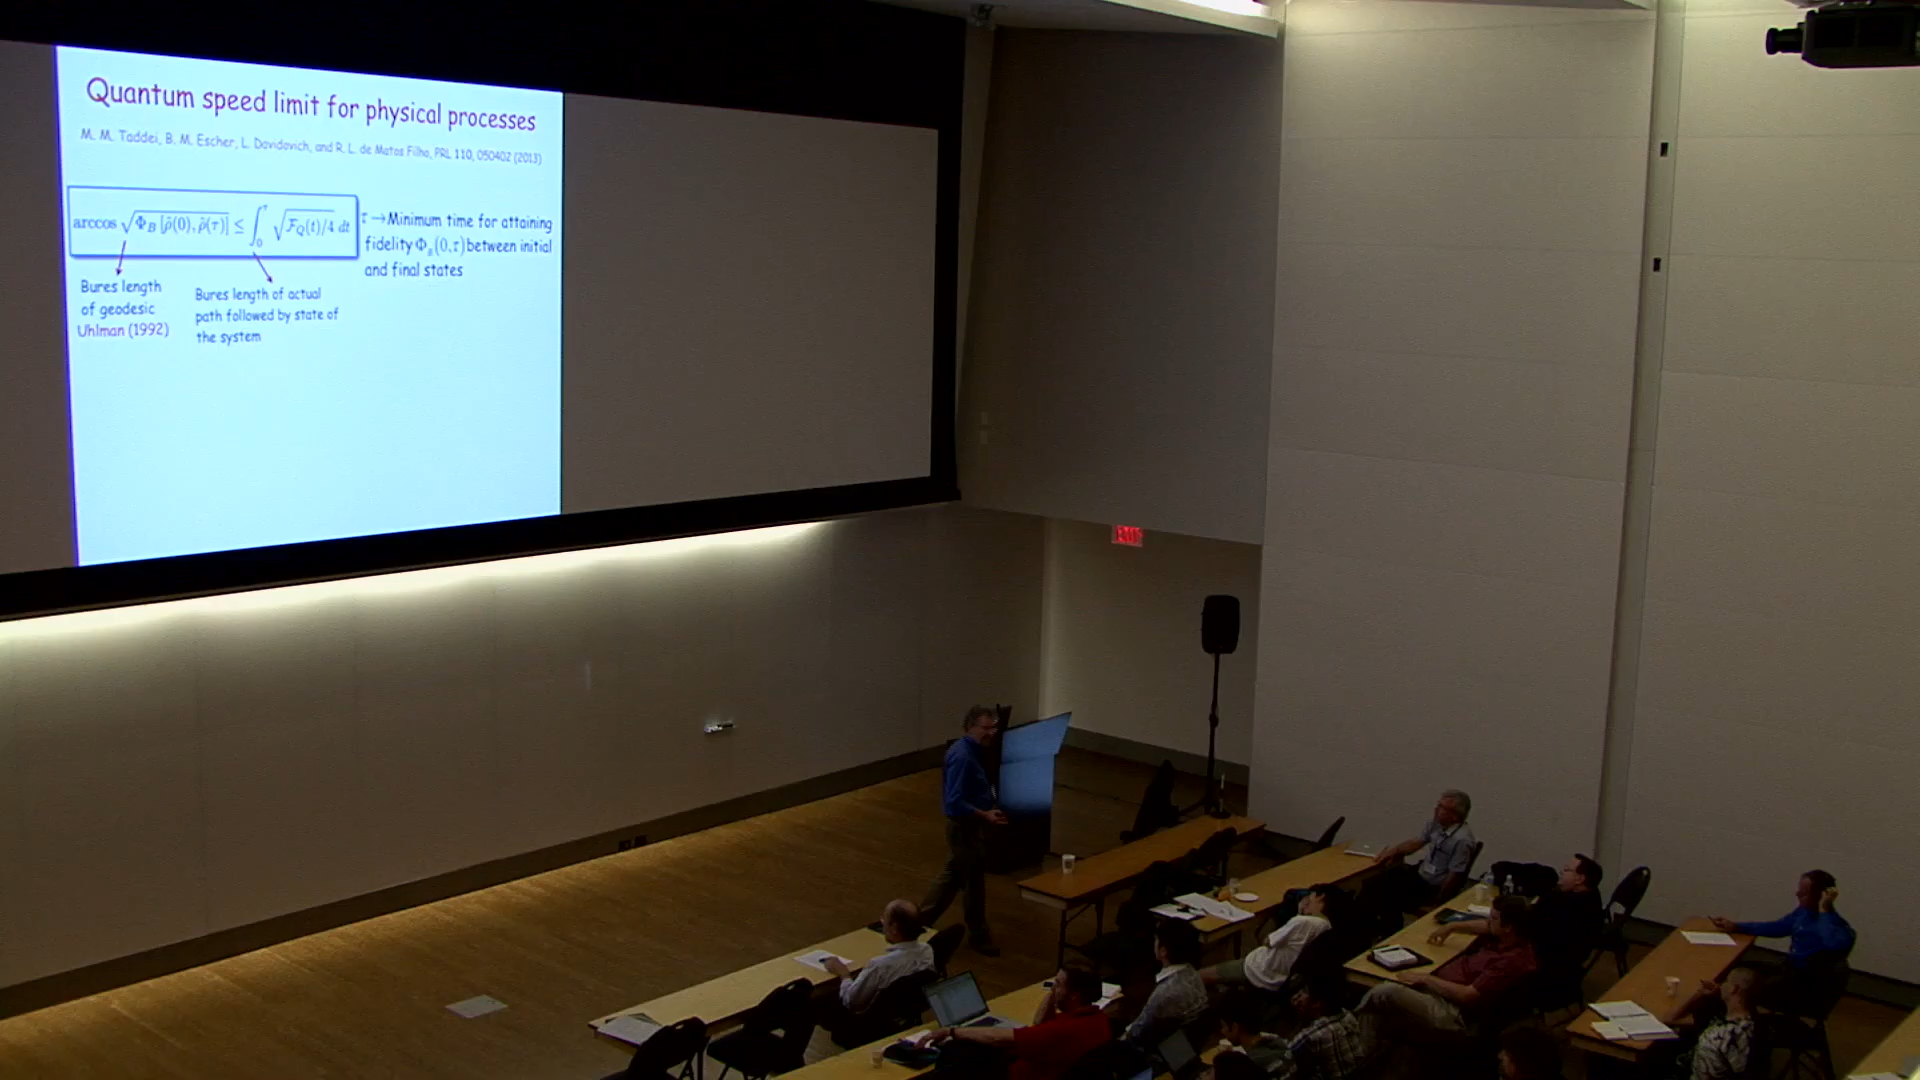 Quantum speed limit for physical processes
M. M. Taddei, B. M. Escher, L. Davidovich, and R. L. de Matos Filho, PRL 110, 050402 (2013)
arccos √Φ_B [ρ̂(0), ρ̂(τ)] ≤ ∫₀^τ √F_Q(t)/4 dt
τ → Minimum time for attaining
fidelity Φ_B(0,τ) between initial
and final states
Bures length
of geodesic
Uhlman (1992)
Bures length of actual
path followed by state of
the system
EXIT